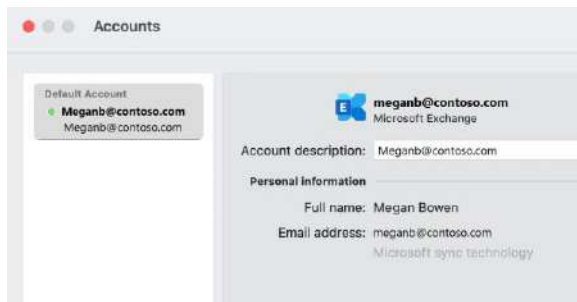 Accounts
Default Account
Meganb@contoso.com
Meganb@contoso.com
E meganb@contoso.com
Microsoft Exchange
Account description: Meganb@contoso.com
Personal information
Full name: Megan Bowen
Email address: meganb@contoso.com
Microsoft sync technology